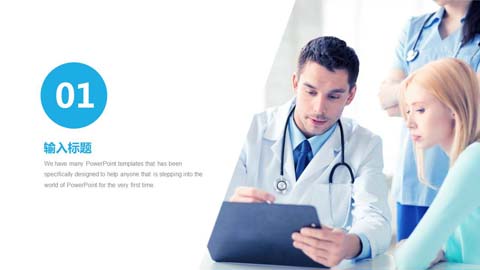 01
输入标题
We have many PowerPoint templates that has been
specifically designed to help anyone that is stepping into the
world of PowerPoint for the very first time.